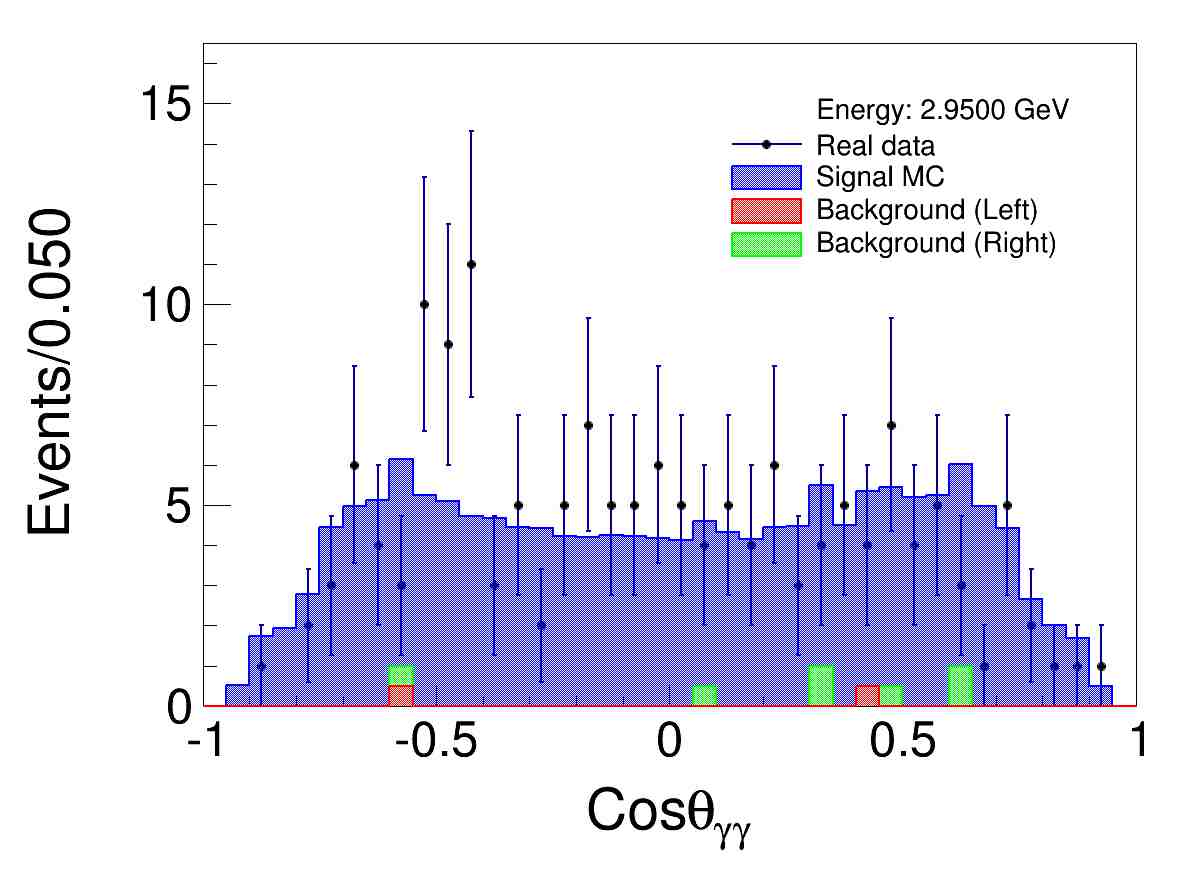 Events/0.050
15
10
5
0
Energy: 2.9500 GeV
Real data
Signal MC
Background (Left)
Background (Right)
-1
-0.5
0
0.5
1
Cosθγγ